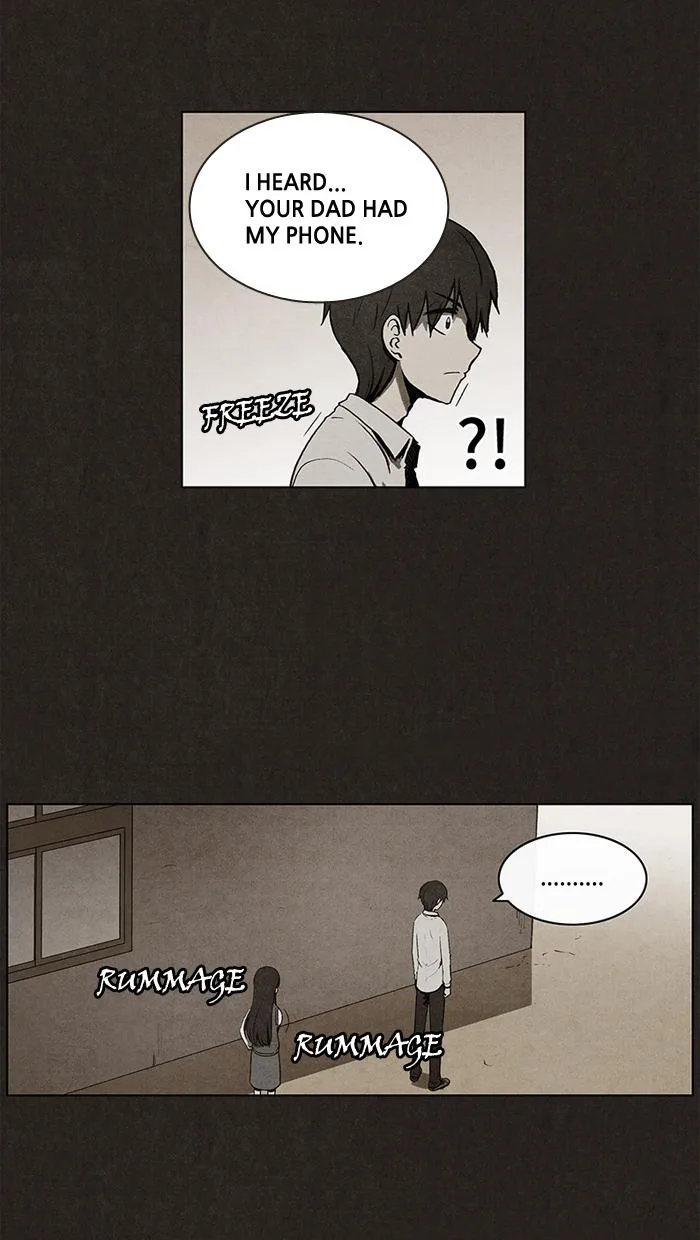 I HEARD...
YOUR DAD HAD
MY PHONE.
FREEZE
?!
..........
RUMMAGE
RUMMAGE